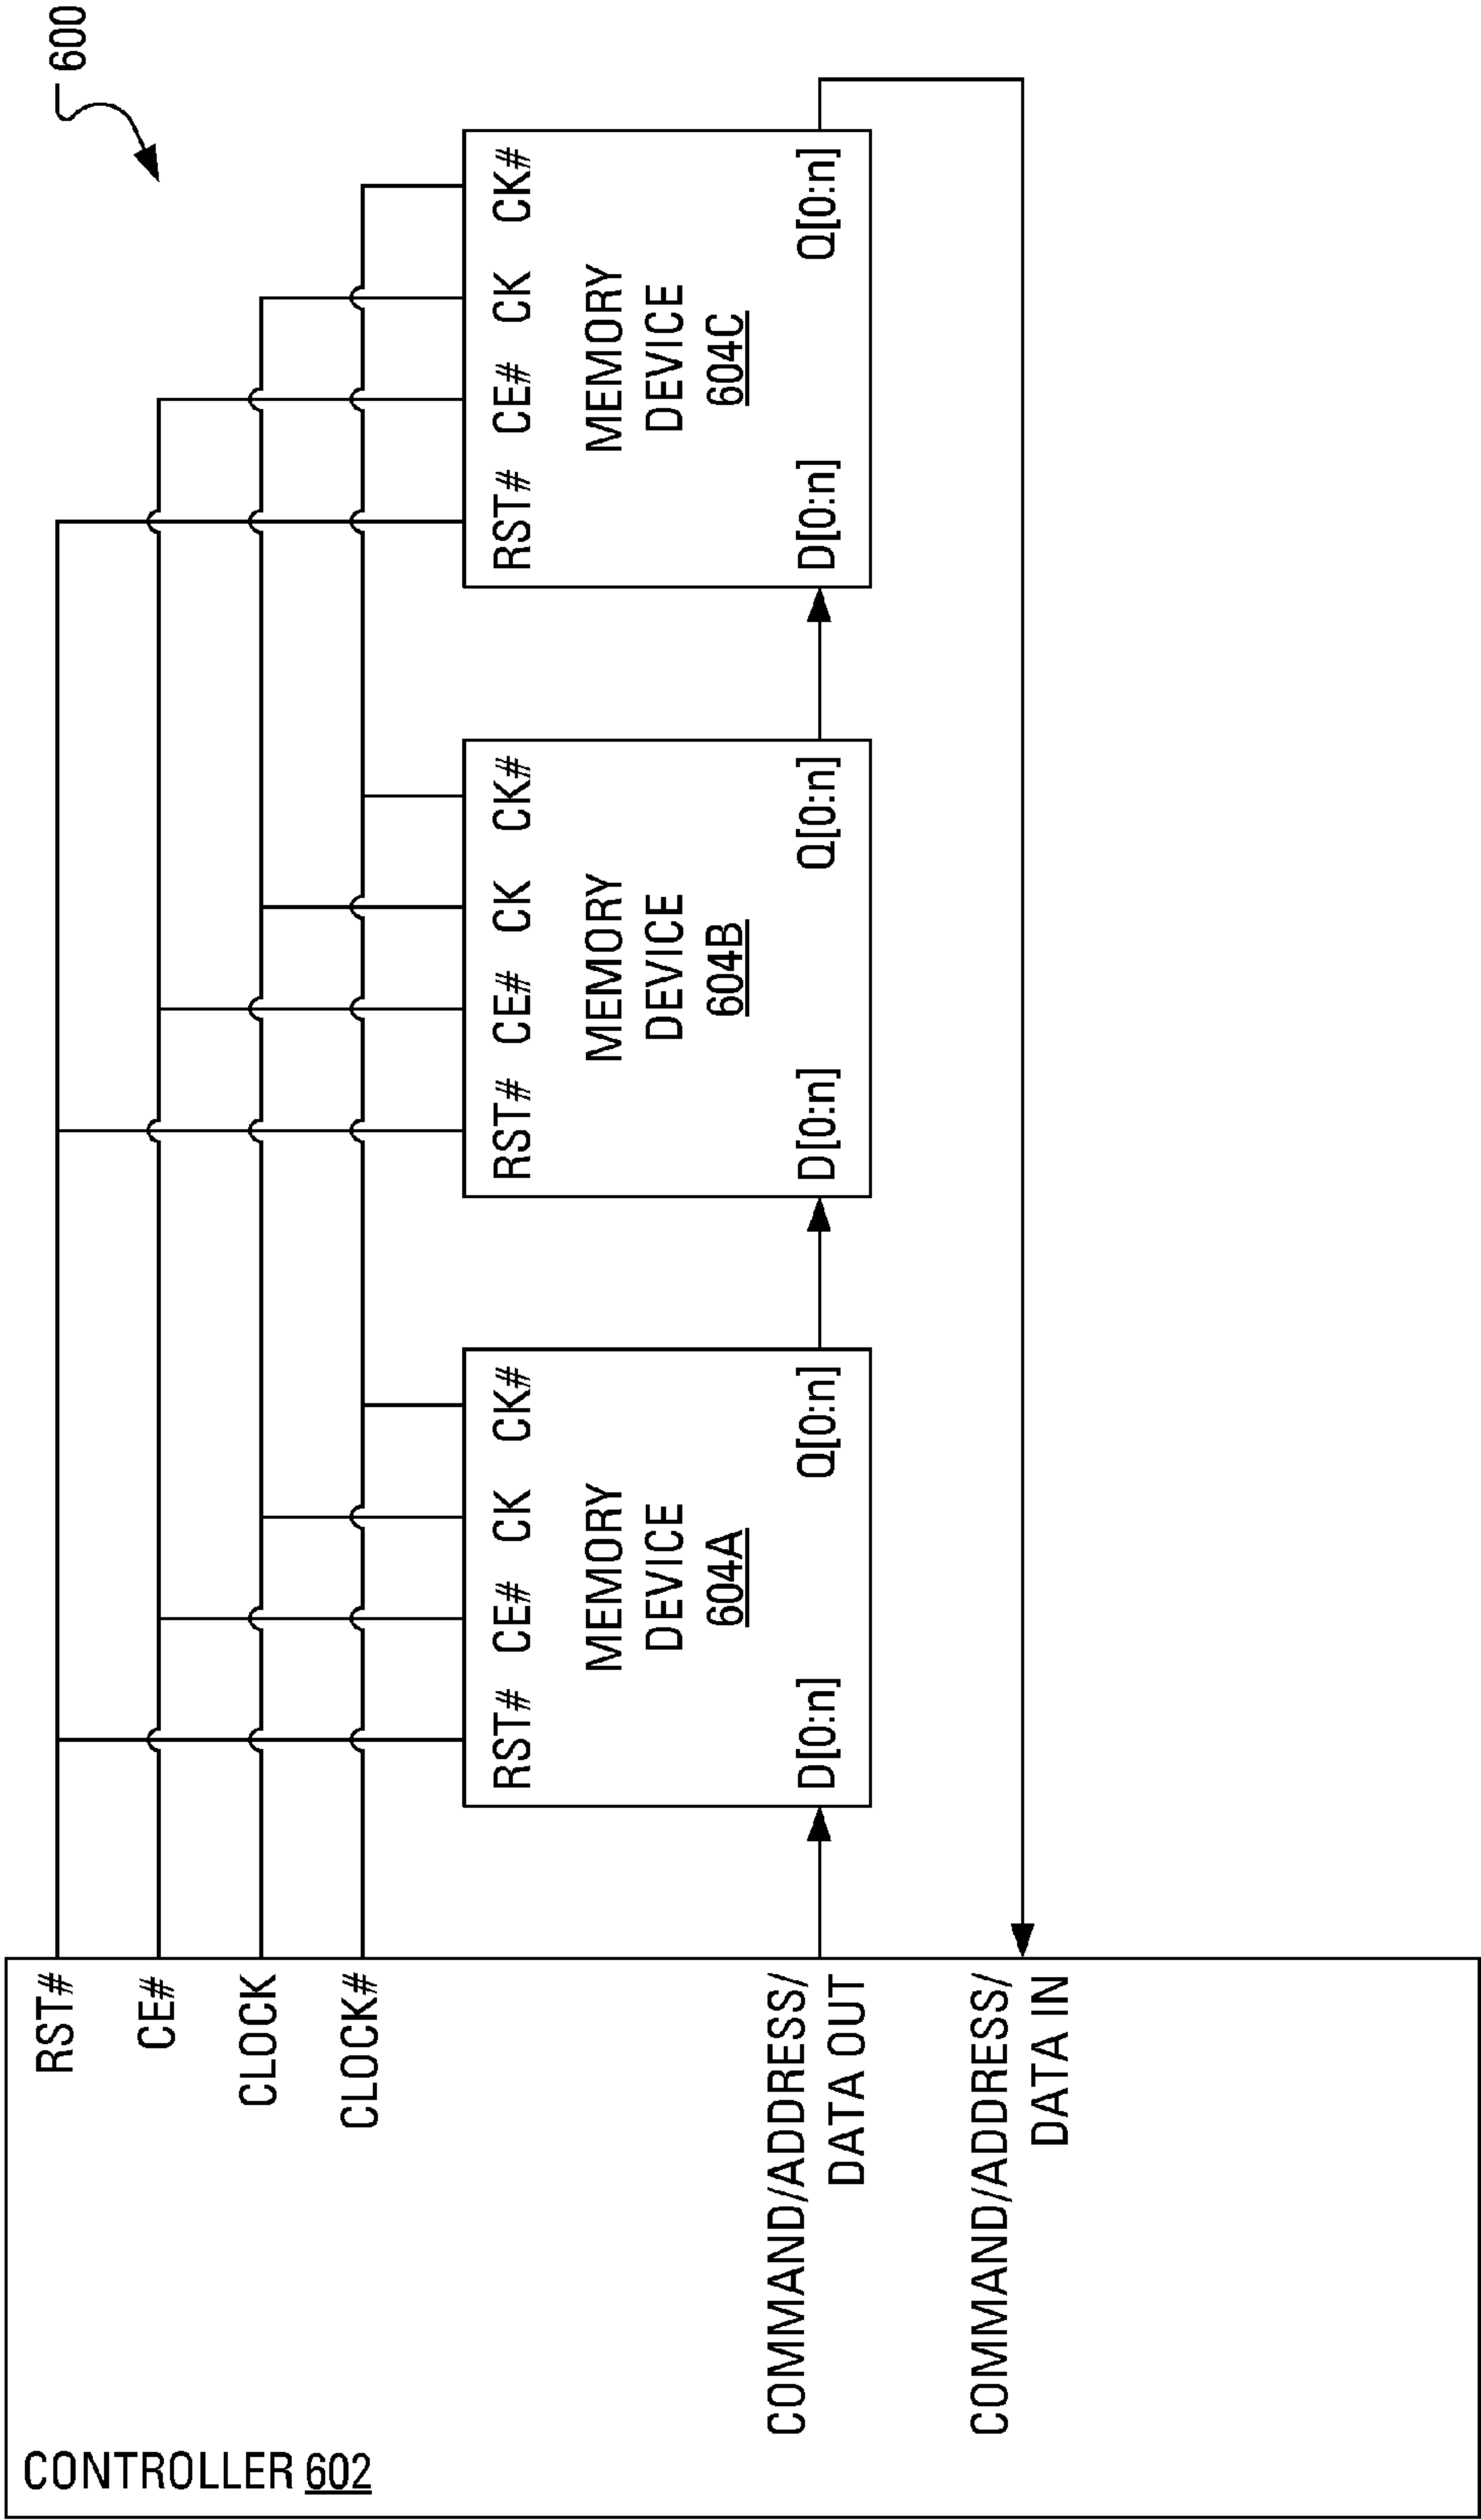 600
CONTROLLER 602
RST#
CE#
CLOCK
CLOCK#
COMMAND/ADDRESS/
DATA OUT
COMMAND/ADDRESS/
DATA IN
RST# CE# CK CK#
MEMORY
DEVICE
604A
D[0:n] Q[0:n]
RST# CE# CK CK#
MEMORY
DEVICE
604B
D[0:n] Q[0:n]
RST# CE# CK CK#
MEMORY
DEVICE
604C
D[0:n] Q[0:n]